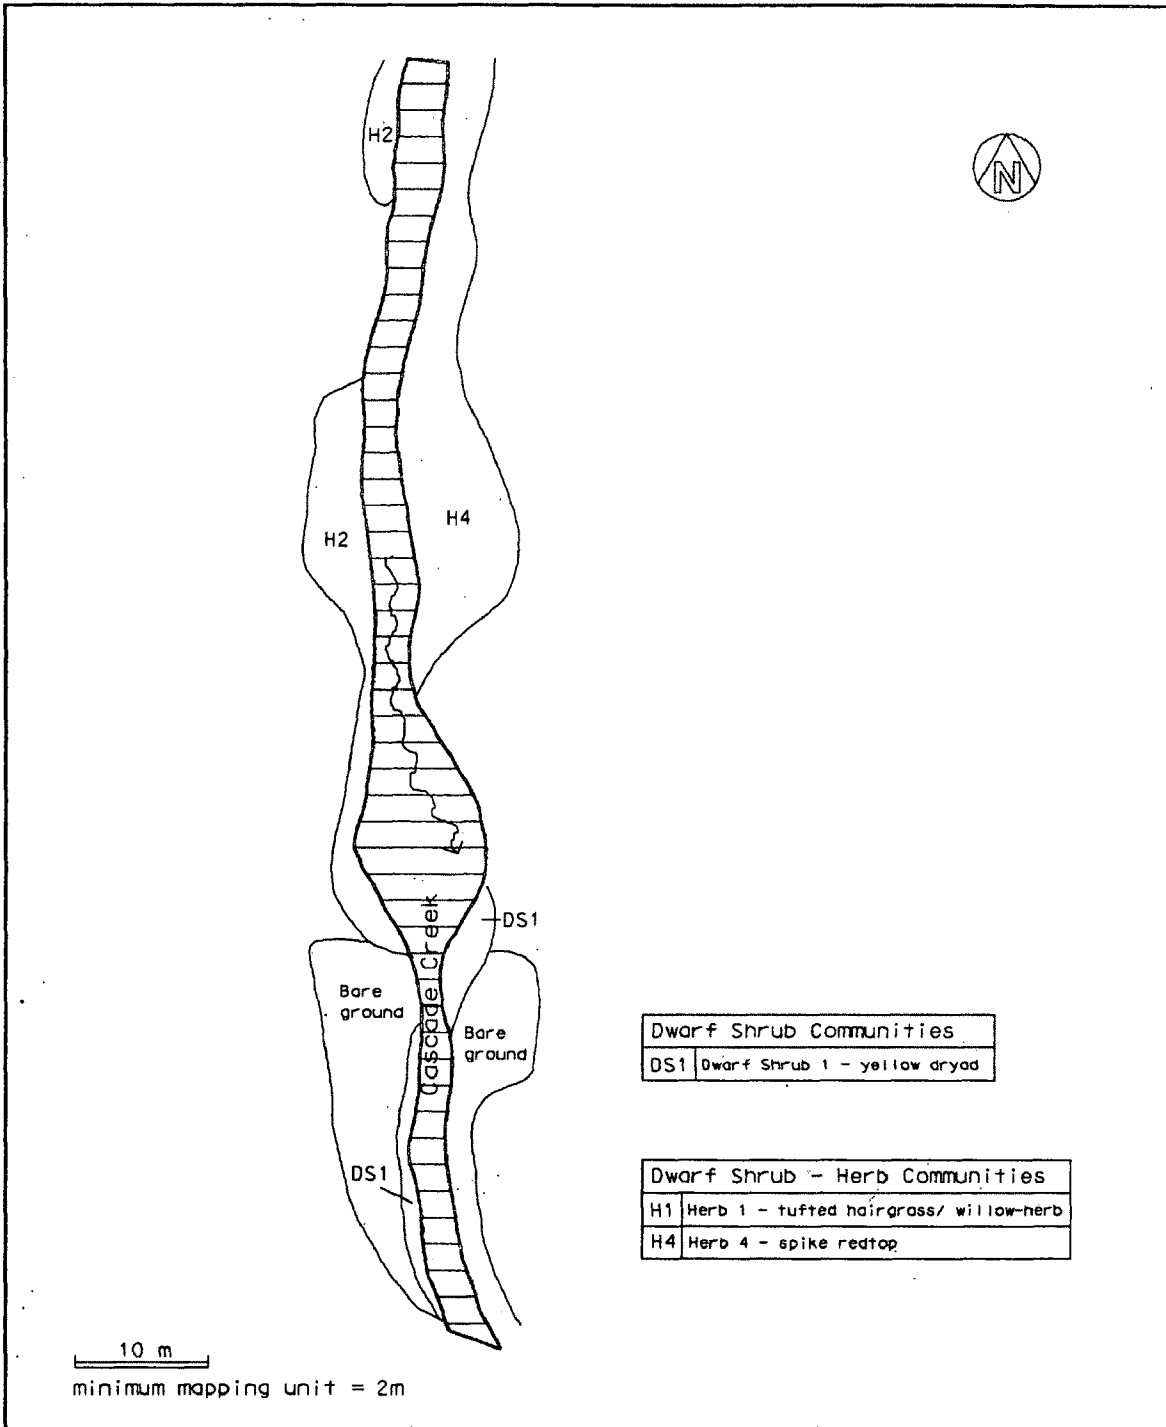 H2
N
H4
H2
DS1
Cascade Creek
Bare
ground
Bare
ground
DS1
Dwarf Shrub Communities
DS1 Dwarf Shrub 1 - yellow dryad
Dwarf Shrub - Herb Communities
H1 Herb 1 - tufted hairgrass/ willow-herb
H4 Herb 4 - spike redtop
10 m
minimum mapping unit = 2m